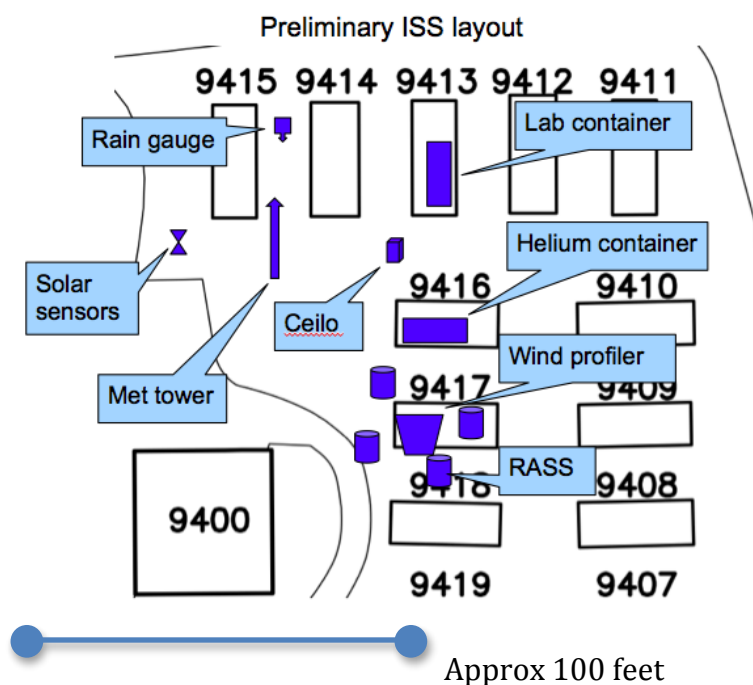 Preliminary ISS layout
9415 9414 9413 9412 9411
Rain gauge
Lab container
Solar
sensors
Met tower
Ceilo
Helium container
9416 9410
Wind profiler
9417 9409
RASS
9418 9408
9400
9419 9407
Approx 100 feet